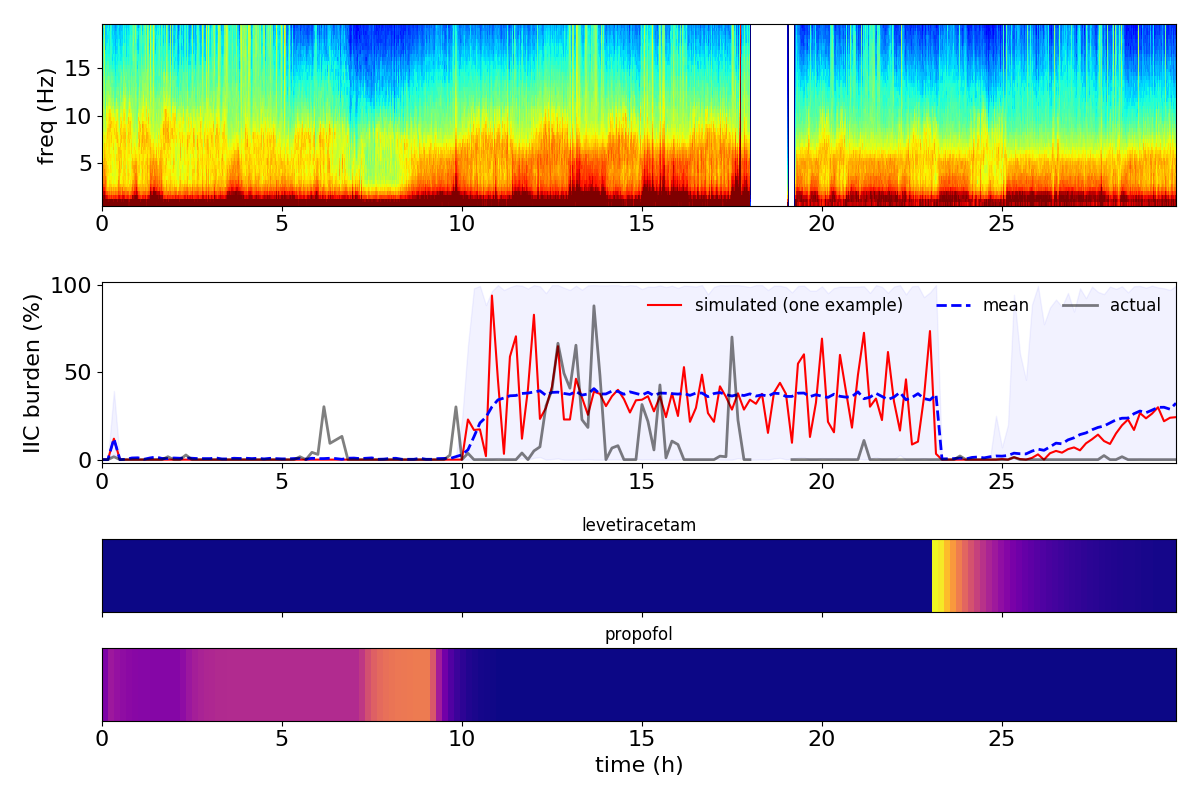 freq (Hz)
15
10
5
0 5 10 15 20 25
IIC burden (%)
100
50
0
simulated (one example) mean actual
0 5 10 15 20 25
levetiracetam
propofol
0 5 10 15 20 25
time (h)